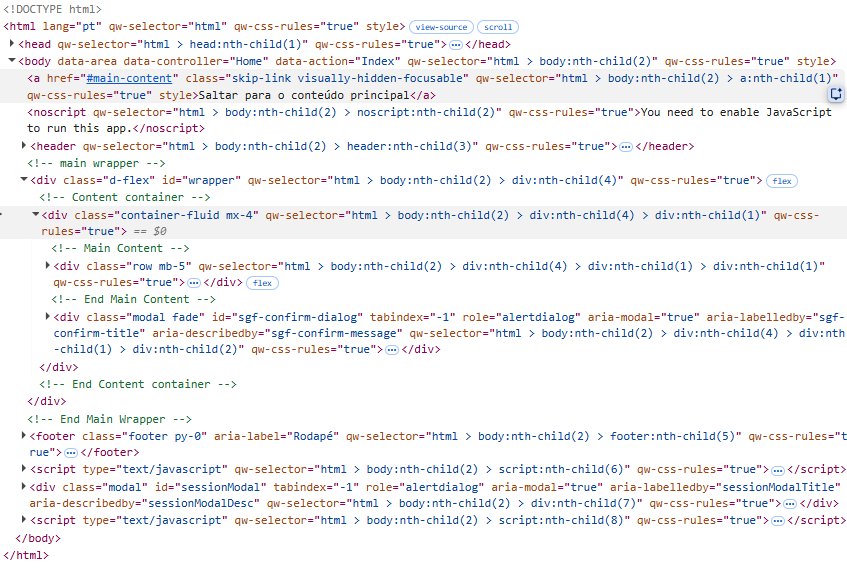 <!DOCTYPE html>
<html lang="pt" qw-selector="html" qw-css-rules="true" style> view-source scroll
<head qw-selector="html > head:nth-child(1)" qw-css-rules="true"> ⋯ </head>
<body data-area data-controller="Home" data-action="Index" qw-selector="html > body:nth-child(2)" qw-css-rules="true" style>
<a href="#main-content" class="skip-link visually-hidden-focusable" qw-selector="html > body:nth-child(2) > a:nth-child(1)"
qw-css-rules="true" style>Saltar para o conteúdo principal</a>
<noscript qw-selector="html > body:nth-child(2) > noscript:nth-child(2)" qw-css-rules="true">You need to enable JavaScript
to run this app.</noscript>
<header qw-selector="html > body:nth-child(2) > header:nth-child(3)" qw-css-rules="true"> ⋯ </header>
<!-- main wrapper -->
<div class="d-flex" id="wrapper" qw-selector="html > body:nth-child(2) > div:nth-child(4)" qw-css-rules="true"> flex
<!-- Content container -->
<div class="container-fluid mx-4" qw-selector="html > body:nth-child(2) > div:nth-child(4) > div:nth-child(1)" qw-css-
rules="true"> == $0
<!-- Main Content -->
<div class="row mb-5" qw-selector="html > body:nth-child(2) > div:nth-child(4) > div:nth-child(1) > div:nth-child(1)"
qw-css-rules="true"> ⋯ </div> flex
<!-- End Main Content -->
<div class="modal fade" id="sgf-confirm-dialog" tabindex="-1" role="alertdialog" aria-modal="true" aria-labelledby="sgf-
confirm-title" aria-describedby="sgf-confirm-message" qw-selector="html > body:nth-child(2) > div:nth-child(4) > div:nth
-child(1) > div:nth-child(2)" qw-css-rules="true"> ⋯ </div>
</div>
<!-- End Content container -->
</div>
<!-- End Main Wrapper -->
<footer class="footer py-0" aria-label="Rodapé" qw-selector="html > body:nth-child(2) > footer:nth-child(5)" qw-css-rules="t
rue"> ⋯ </footer>
<script type="text/javascript" qw-selector="html > body:nth-child(2) > script:nth-child(6)" qw-css-rules="true"> ⋯ </script>
<div class="modal" id="sessionModal" tabindex="-1" role="alertdialog" aria-modal="true" aria-labelledby="sessionModalTitle"
aria-describedby="sessionModalDesc" qw-selector="html > body:nth-child(2) > div:nth-child(7)" qw-css-rules="true"> ⋯ </div>
<script type="text/javascript" qw-selector="html > body:nth-child(2) > script:nth-child(8)" qw-css-rules="true"> ⋯ </script>
</body>
</html>